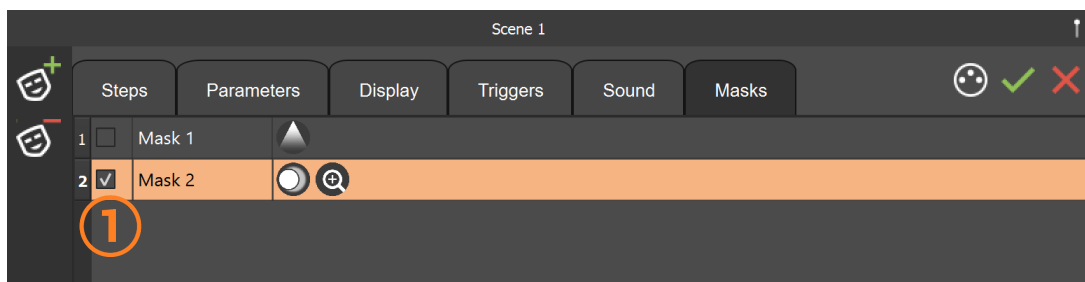 Scene 1
Steps Parameters Display Triggers Sound Masks
1 Mask 1
2 Mask 2
1